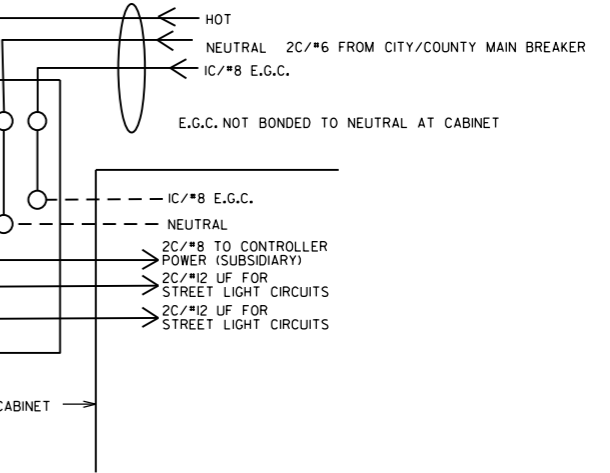 HOT
NEUTRAL 2C/#6 FROM CITY/COUNTY MAIN BREAKER
1C/#8 E.G.C.
E.G.C. NOT BONDED TO NEUTRAL AT CABINET
1C/#8 E.G.C.
NEUTRAL
2C/#8 TO CONTROLLER
POWER (SUBSIDIARY)
2C/#12 UF FOR
STREET LIGHT CIRCUITS
2C/#12 UF FOR
STREET LIGHT CIRCUITS
CABINET